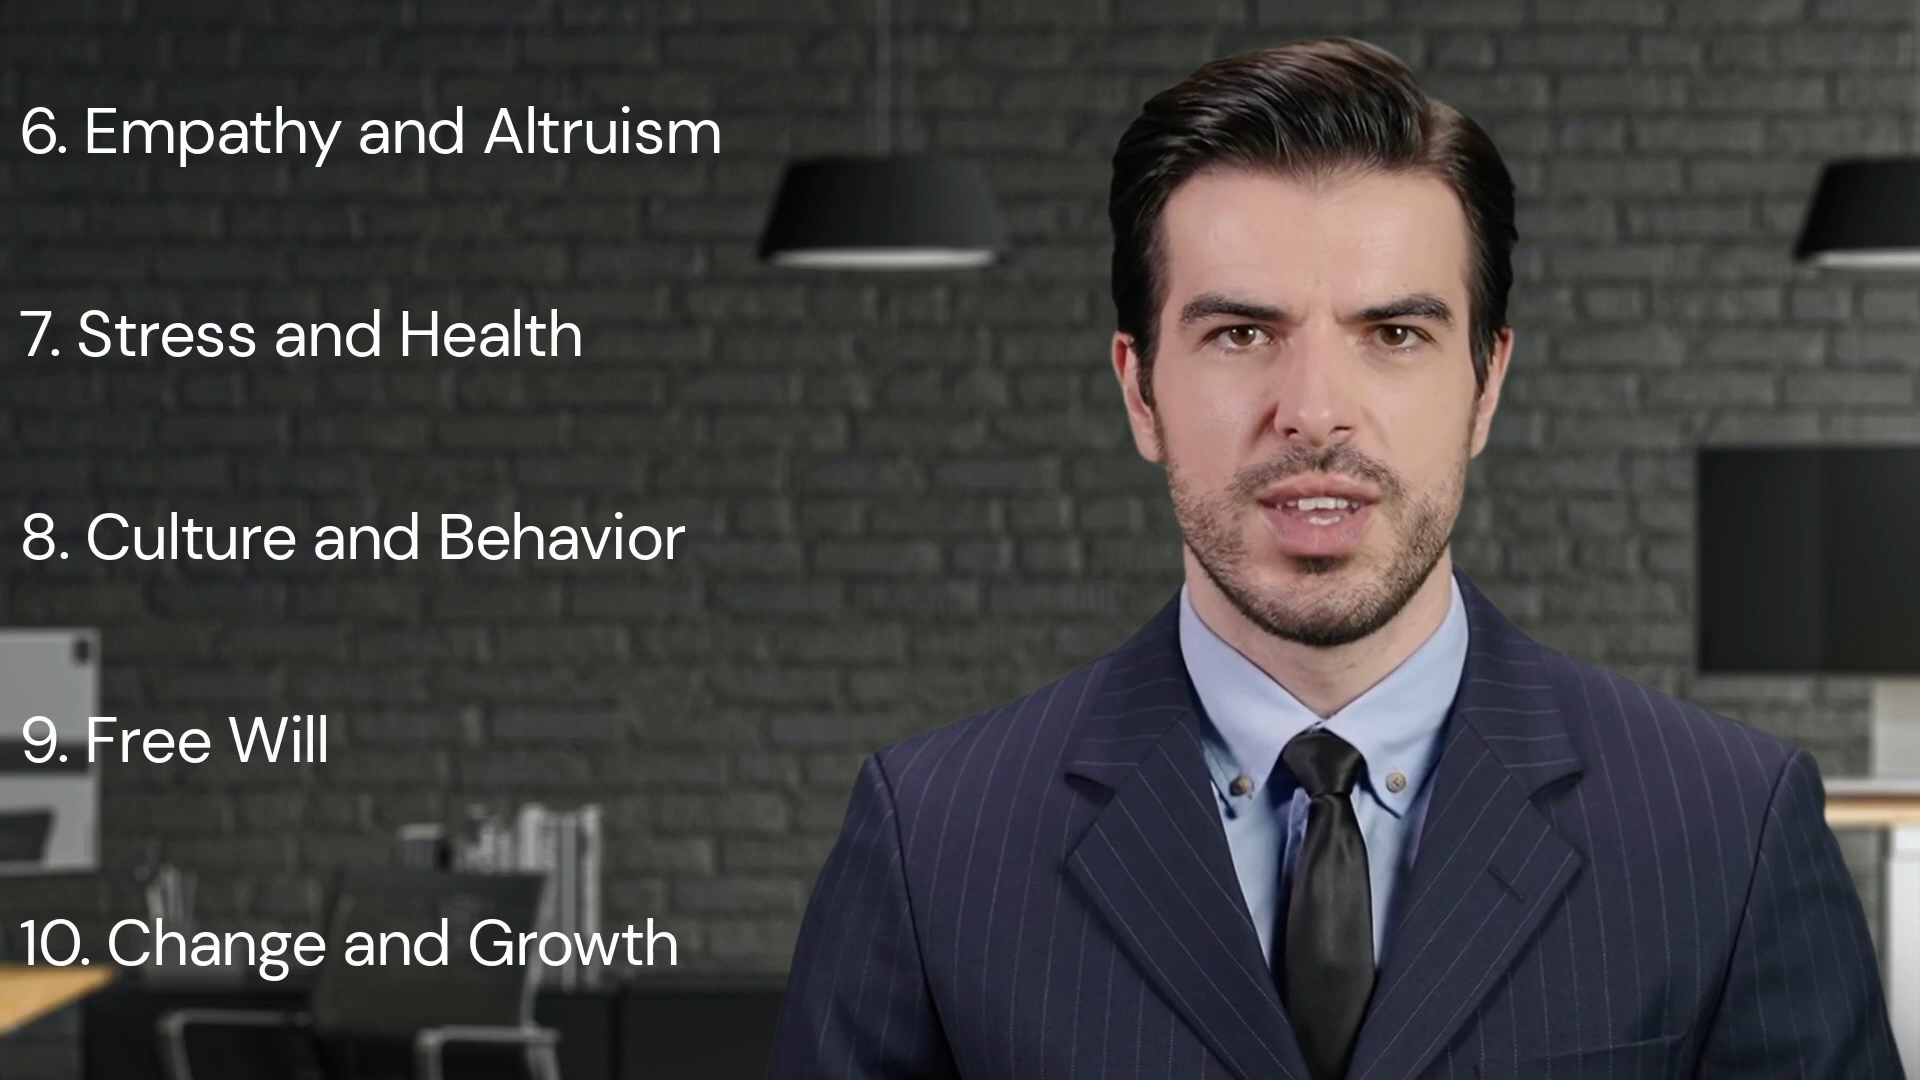 6. Empathy and Altruism
7. Stress and Health
8. Culture and Behavior
9. Free Will
10. Change and Growth